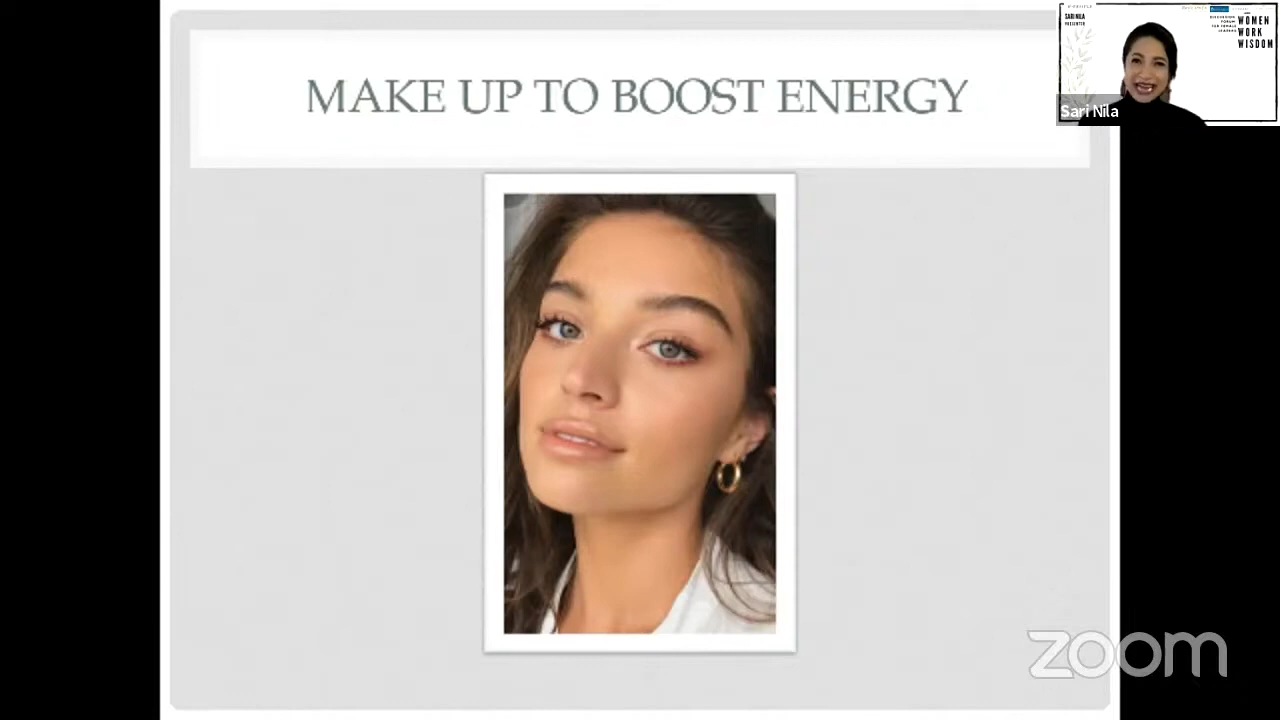 MAKE UP TO BOOST ENERGY
SARI NILA
PRESENTER
DISCUSSION
FORUM
FOR FEMALE
LEADERS
WOMEN
WORK
WISDOM
Sari Nila
zoom